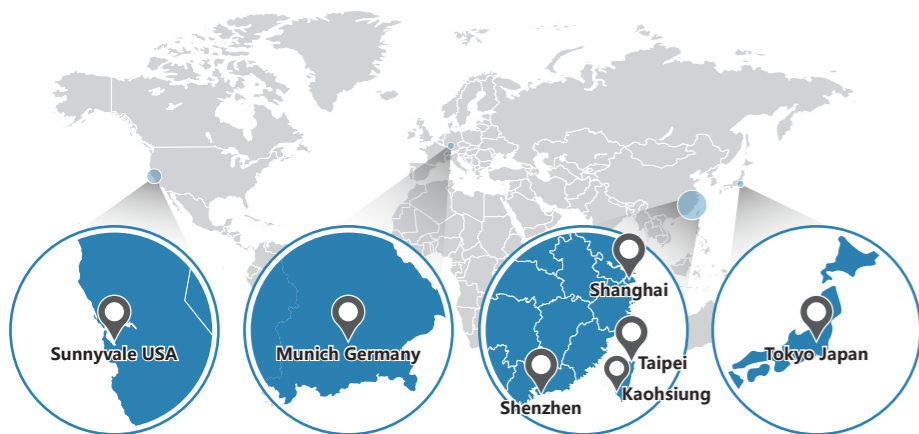 Sunnyvale USA
Munich Germany
Shanghai
Taipei
Kaohsiung
Shenzhen
Tokyo Japan